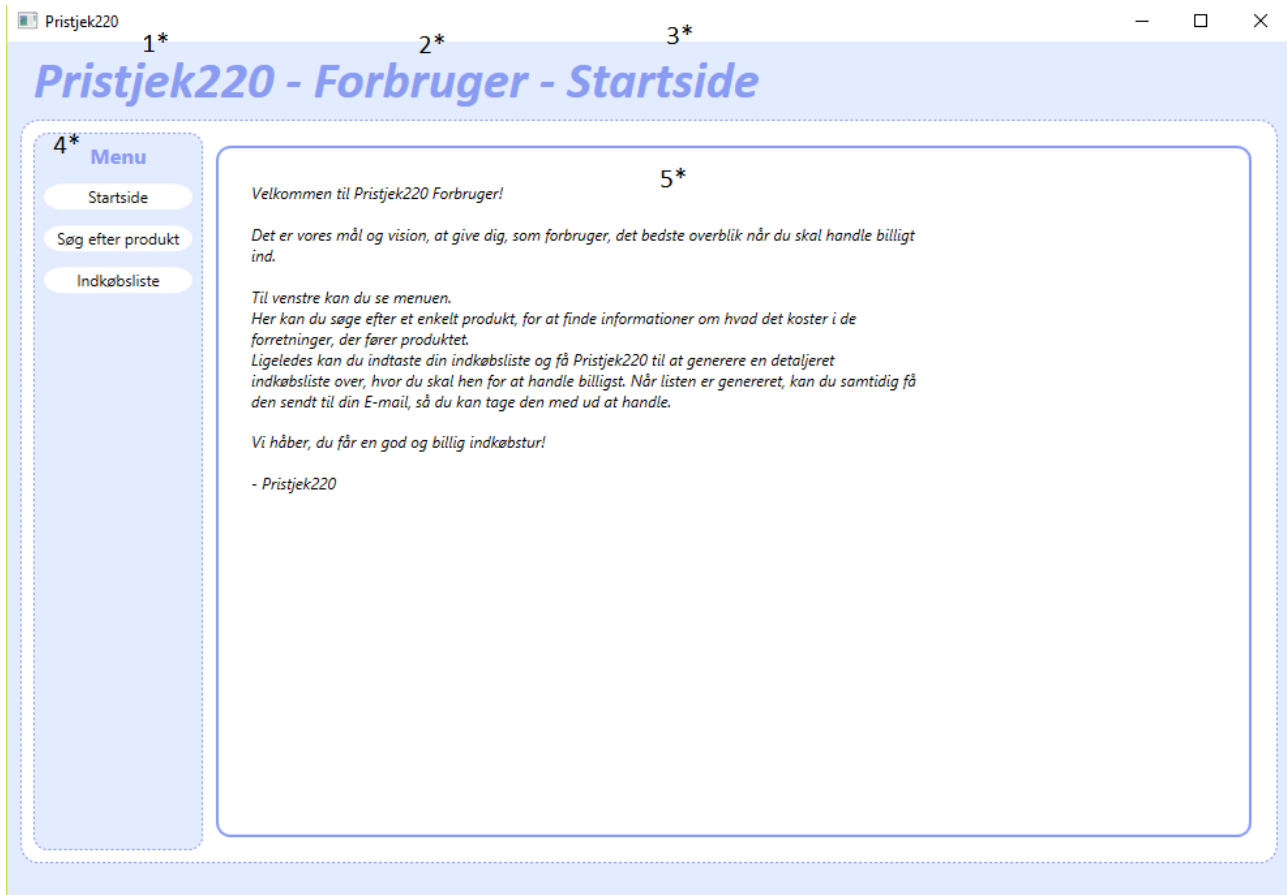 Pristjek220
1*
2*
3*
Pristjek220 - Forbruger - Startside
4*
Menu
Startside
Søg efter produkt
Indkøbsliste
5*
Velkommen til Pristjek220 Forbruger!
Det er vores mål og vision, at give dig, som forbruger, det bedste overblik når du skal handle billigt
ind.
Til venstre kan du se menuen.
Her kan du søge efter et enkelt produkt, for at finde informationer om hvad det koster i de
forretninger, der fører produktet.
Ligeledes kan du indtaste din indkøbsliste og få Pristjek220 til at generere en detaljeret
indkøbsliste over, hvor du skal hen for at handle billigst. Når listen er genereret, kan du samtidig få
den sendt til din E-mail, så du kan tage den med ud at handle.
Vi håber, du får en god og billig indkøbstur!
- Pristjek220